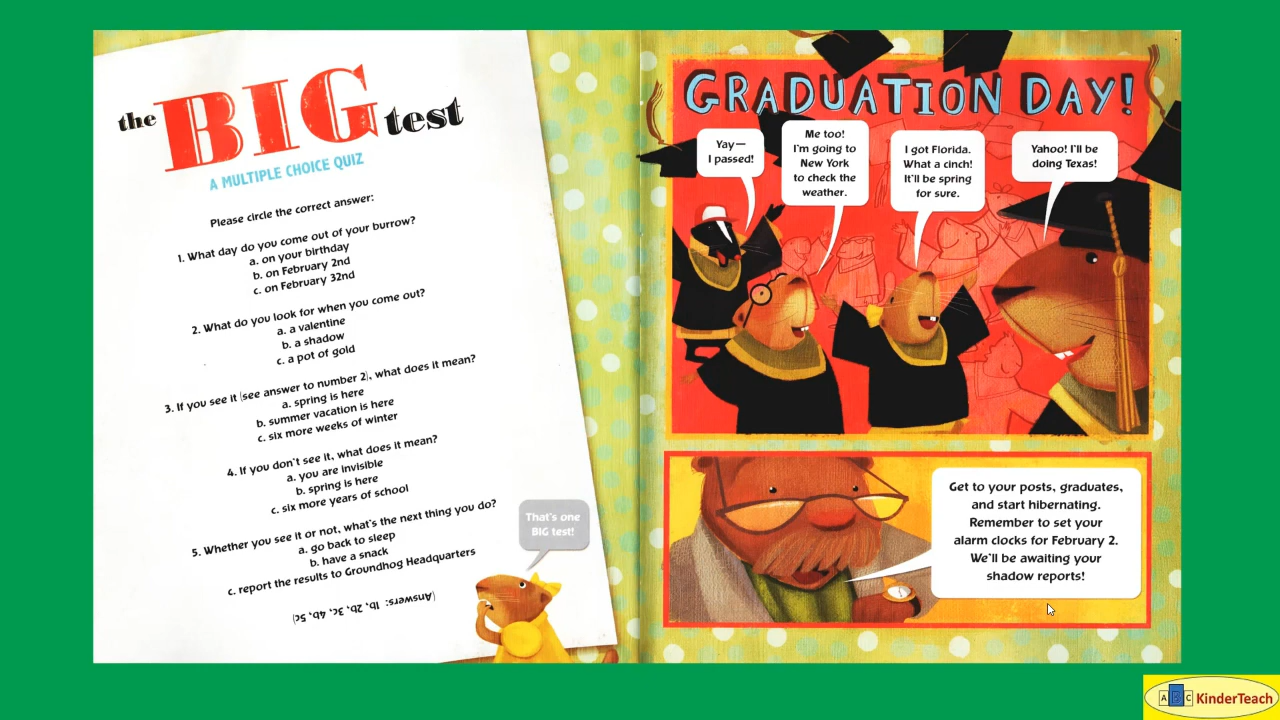 the BIG test
A MULTIPLE CHOICE QUIZ
Please circle the correct answer:
1. What day do you come out of your burrow?
a. on your birthday
b. on February 2nd
c. on February 32nd
2. What do you look for when you come out?
a. a valentine
b. a shadow
c. a pot of gold
3. If you see it (see answer to number 2), what does it mean?
a. spring is here
b. summer vacation is here
c. six more weeks of winter
4. If you don't see it, what does it mean?
a. you are invisible
b. spring is here
c. six more years of school
5. Whether you see it or not, what's the next thing you do?
a. go back to sleep
b. have a snack
c. report the results to Groundhog Headquarters
(Answers: 1b, 2b, 3c, 4b, 5c)
That's one
BIG test!
GRADUATION DAY!
Yay—
I passed!
Me too!
I'm going to
New York
to check the
weather.
I got Florida.
What a cinch!
It'll be spring
for sure.
Yahoo! I'll be
doing Texas!
Get to your posts, graduates,
and start hibernating.
Remember to set your
alarm clocks for February 2.
We'll be awaiting your
shadow reports!
ABC KinderTeach